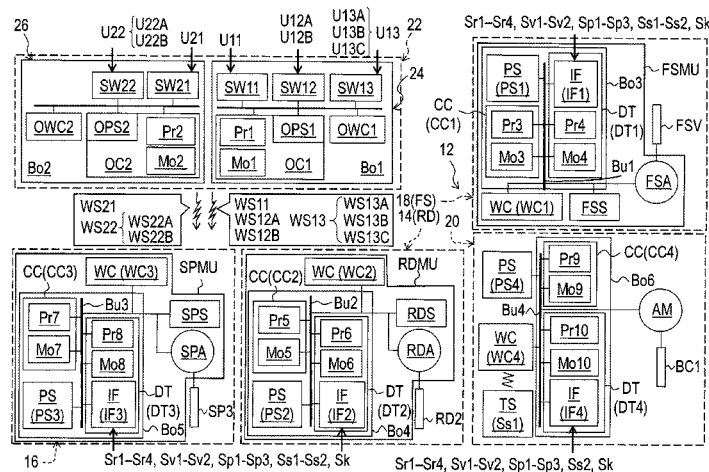 26
U22
U22A
U22B
U21
U11
U12A
U12B
U13A
U13B
U13C
U13
22
24
SW22
SW21
OWC2
OPS2
Pr2
Mo2
OC2
Bo2
SW11
SW12
SW13
Pr1
OPS1
OWC1
Mo1
OC1
Bo1
Sr1–Sr4, Sv1–Sv2, Sp1–Sp3, Ss1–Ss2, Sk
PS
(PS1)
IF
(IF1)
Bo3
FSMU
CC
(CC1)
DT
(DT1)
FSV
Pr3
Pr4
Mo3
Mo4
Bu1
12
FSA
WC (WC1)
FSS
WS21
WS22
WS22A
WS22B
WS11
WS12A
WS12B
WS13
WS13A
WS13B
WS13C
18(FS)
14(RD)
20
CC(CC3)
WC (WC3)
SPMU
Bu3
Pr7
Pr8
SPS
Mo7
Mo8
SPA
PS
(PS3)
IF
(IF3)
DT
(DT3)
Bo5
SP3
16
CC(CC2)
WC (WC2)
RDMU
Bu2
Pr5
Pr6
RDS
Mo5
Mo6
RDA
PS
(PS2)
IF
(IF2)
DT
(DT2)
Bo4
RD2
PS
(PS4)
Pr9
CC(CC4)
Mo9
Bo6
Bu4
AM
Pr10
WC
(WC4)
Mo10
TS
(Ss1)
IF
(IF4)
DT
(DT4)
BC1
Sr1–Sr4, Sv1–Sv2, Sp1–Sp3, Ss1–Ss2, Sk
Sr1–Sr4, Sv1–Sv2, Sp1–Sp3, Ss2, Sk